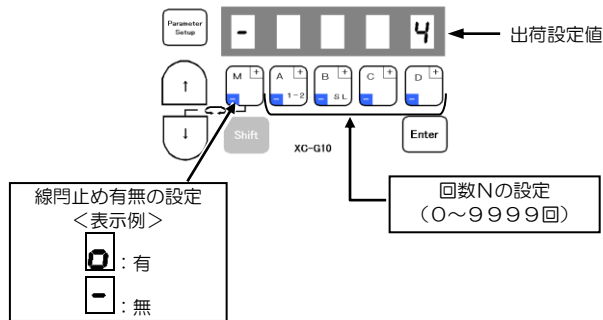 Parameter
Setup
- 4
出荷設定値
↑
M +
-
A +
- 1-2
B +
- SL
C +
-
D +
-
↓
Shift
XC-G10
Enter
線閂止め有無の設定
<表示例>
o:有
-:無
回数Nの設定
(0~9999回)